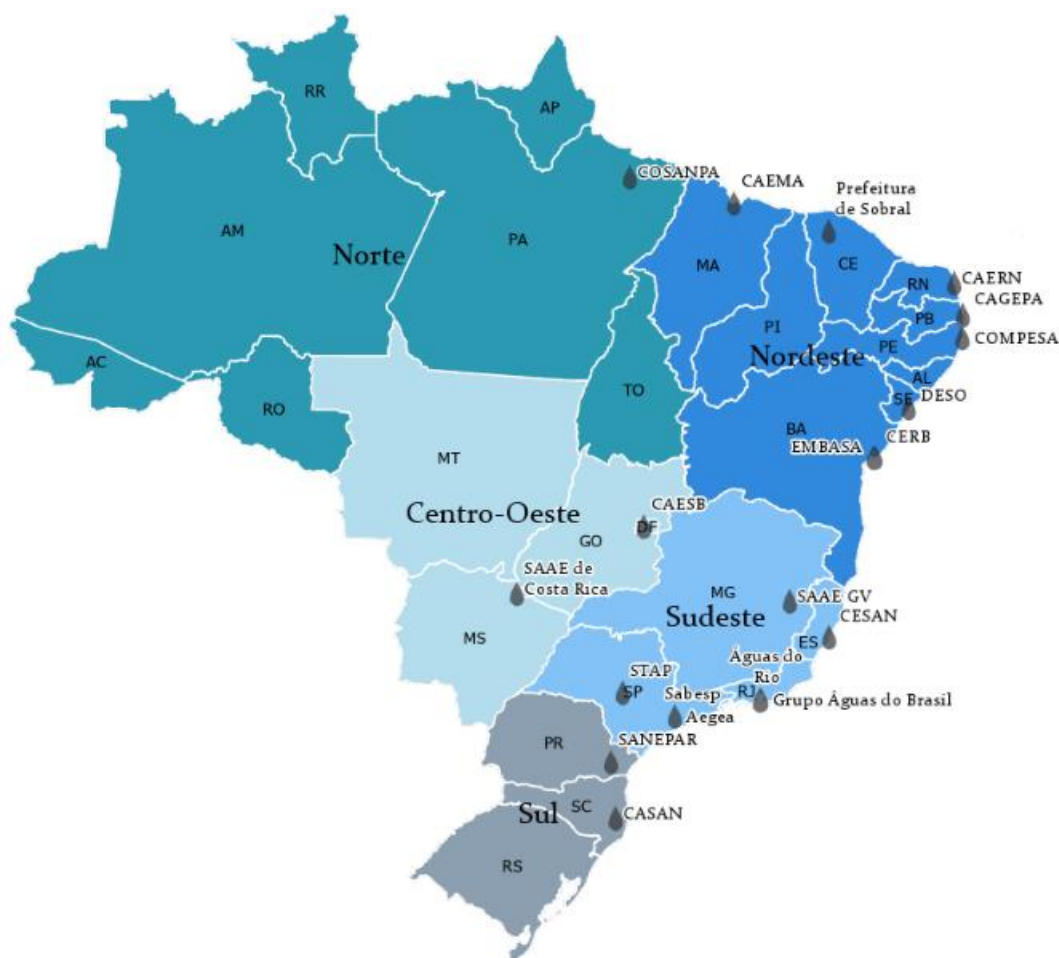 RR
AP
COSANPA
CAEMA
Prefeitura
de Sobral
AM
PA
Norte
MA
CE
RN
CAERN
CAGEPA
PB
PI
COMPESA
PE
Nordeste
AC
AL
TO
DESO
SE
RO
BA
CERB
EMBASA
MT
CAESB
Centro-Oeste
DF
GO
SAAE de
Costa Rica
MG
SAAE GV
Sudeste
CESAN
MS
ES
Águas do
Rio
STAP
SP
Sabesp
RJ
Grupo Águas do Brasil
Aegea
SANEPAR
PR
SC
Sul
CASAN
RS